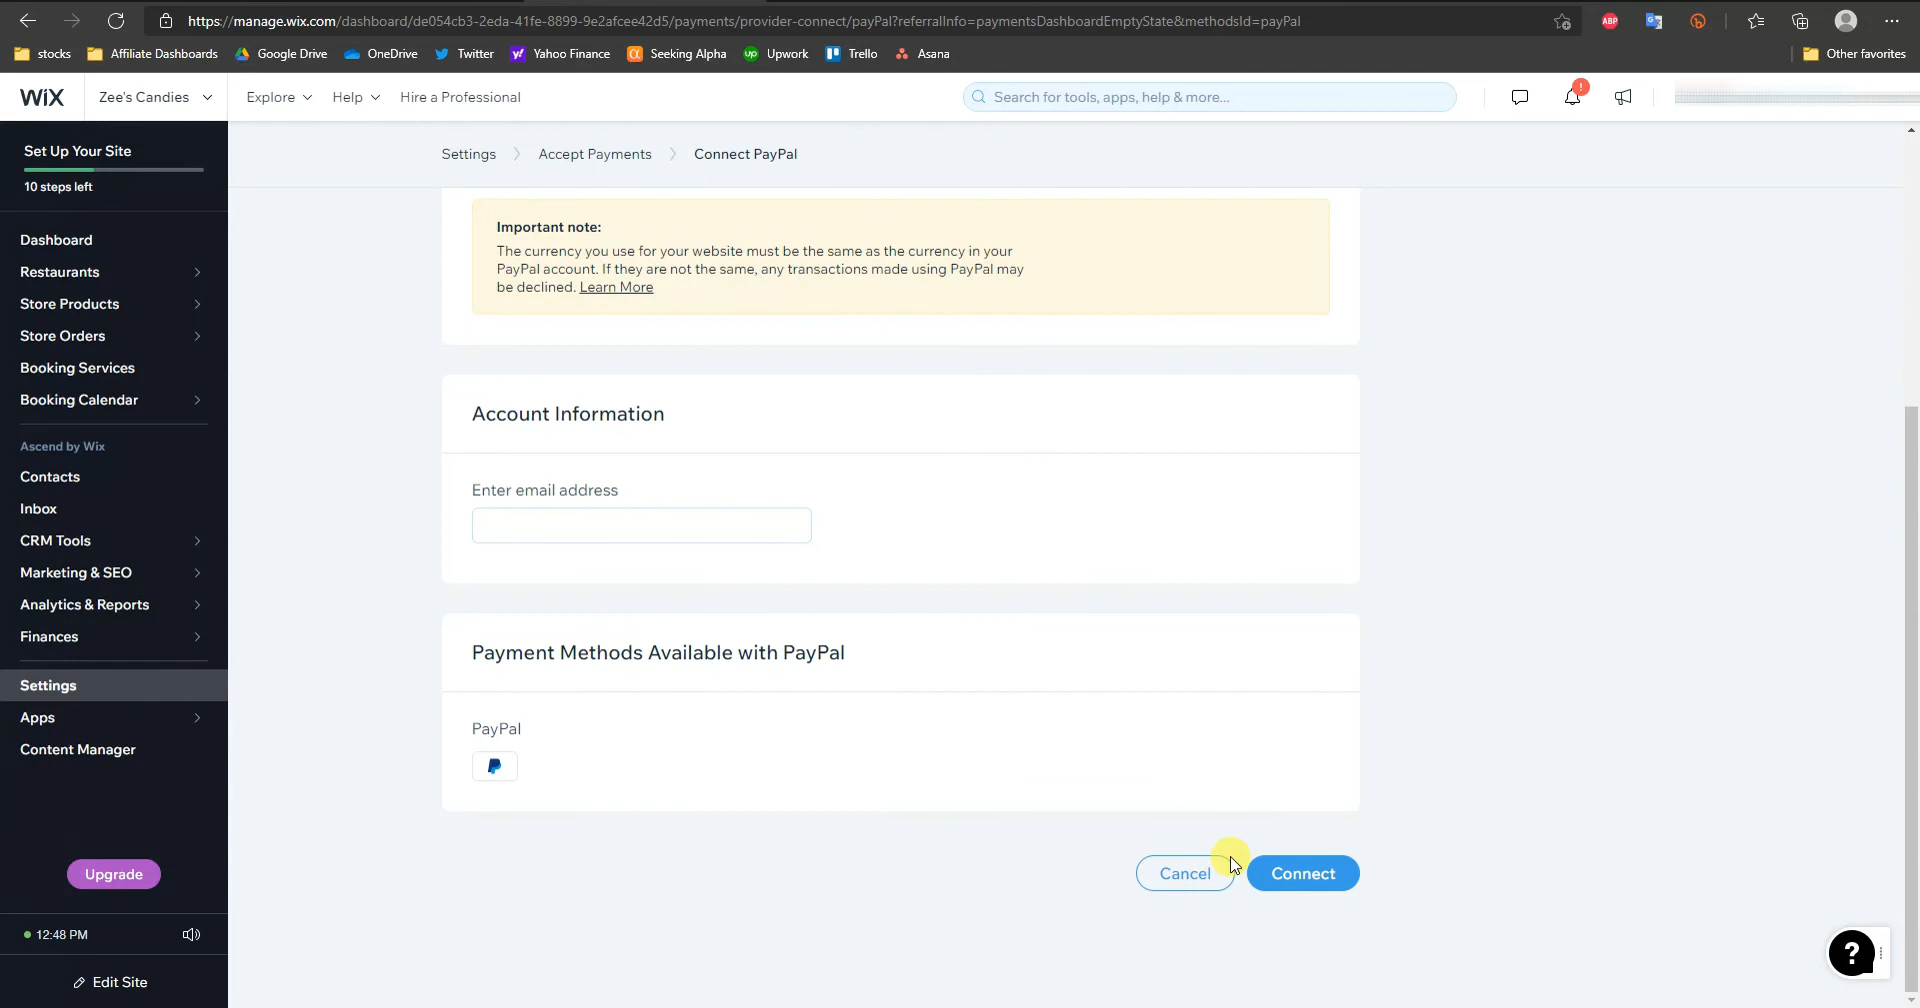 https://manage.wix.com/dashboard/de054cb3-2eda-41fe-8899-9e2afcee42d5/payments/provider-connect/payPal?referralInfo=paymentsDashboardEmptyState&methodsId=payPal
ABP
stocks
Affiliate Dashboards
Google Drive
OneDrive
Twitter
Yahoo Finance
Seeking Alpha
Upwork
Trello
Asana
Other favorites
WiX
Zee's Candies
Explore
Help
Hire a Professional
Search for tools, apps, help & more...
Set Up Your Site
10 steps left
Dashboard
Restaurants
Store Products
Store Orders
Booking Services
Booking Calendar
Ascend by Wix
Contacts
Inbox
CRM Tools
Marketing & SEO
Analytics & Reports
Finances
Settings
Apps
Content Manager
Upgrade
12:48 PM
Edit Site
Settings
Accept Payments
Connect PayPal
Important note:
The currency you use for your website must be the same as the currency in your
PayPal account. If they are not the same, any transactions made using PayPal may
be declined. Learn More
Account Information
Enter email address
Payment Methods Available with PayPal
PayPal
Cancel
Connect
?